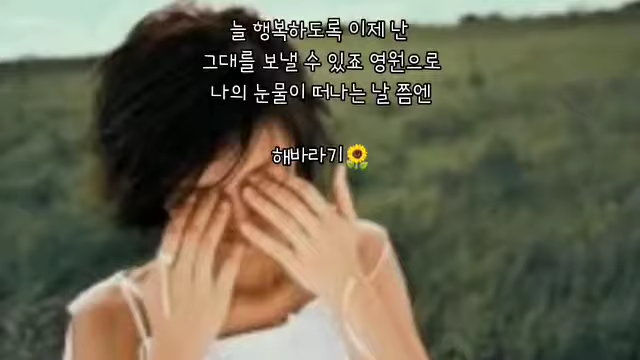 늘 행복하도록 이제 난
그대를 보낼 수 있죠 영원으로
나의 눈물이 떠나는 날 쯤엔
해바라기🌻